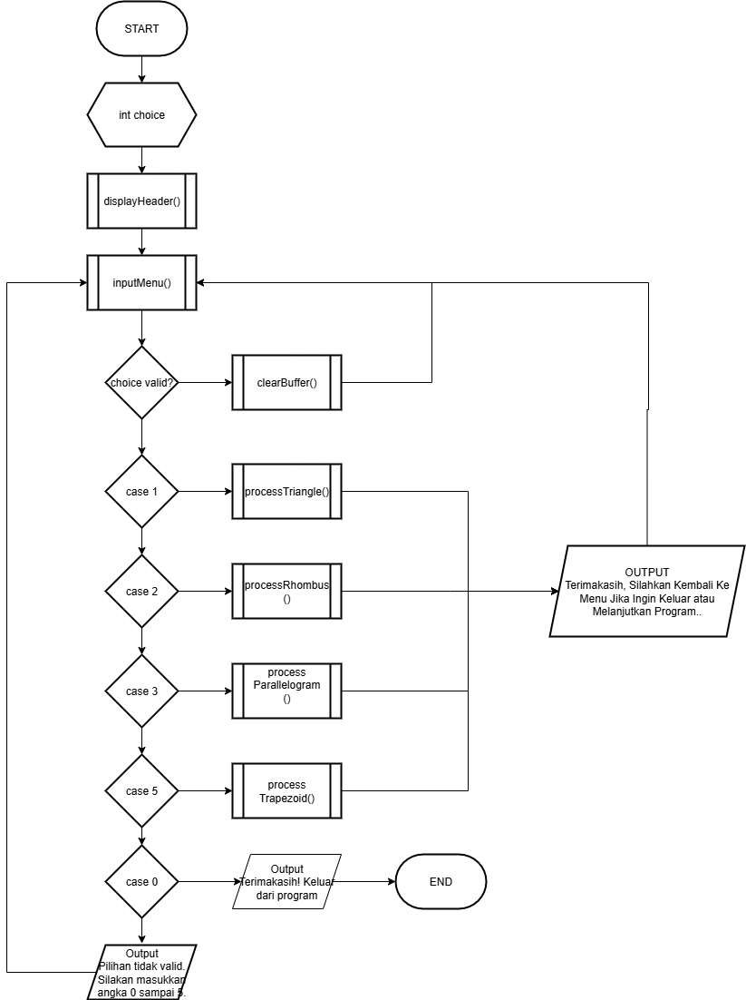 START
int choice
displayHeader()
inputMenu()
choice valid?
clearBuffer()
case 1
processTriangle()
case 2
processRhombus
()
OUTPUT
Terimakasih, Silahkan Kembali Ke
Menu Jika Ingin Keluar atau
Melanjutkan Program..
case 3
process
Parallelogram
()
case 5
process
Trapezoid()
case 0
Output
Terimakasih! Keluar
dari program
END
Output
Pilihan tidak valid.
Silakan masukkan
angka 0 sampai 5.